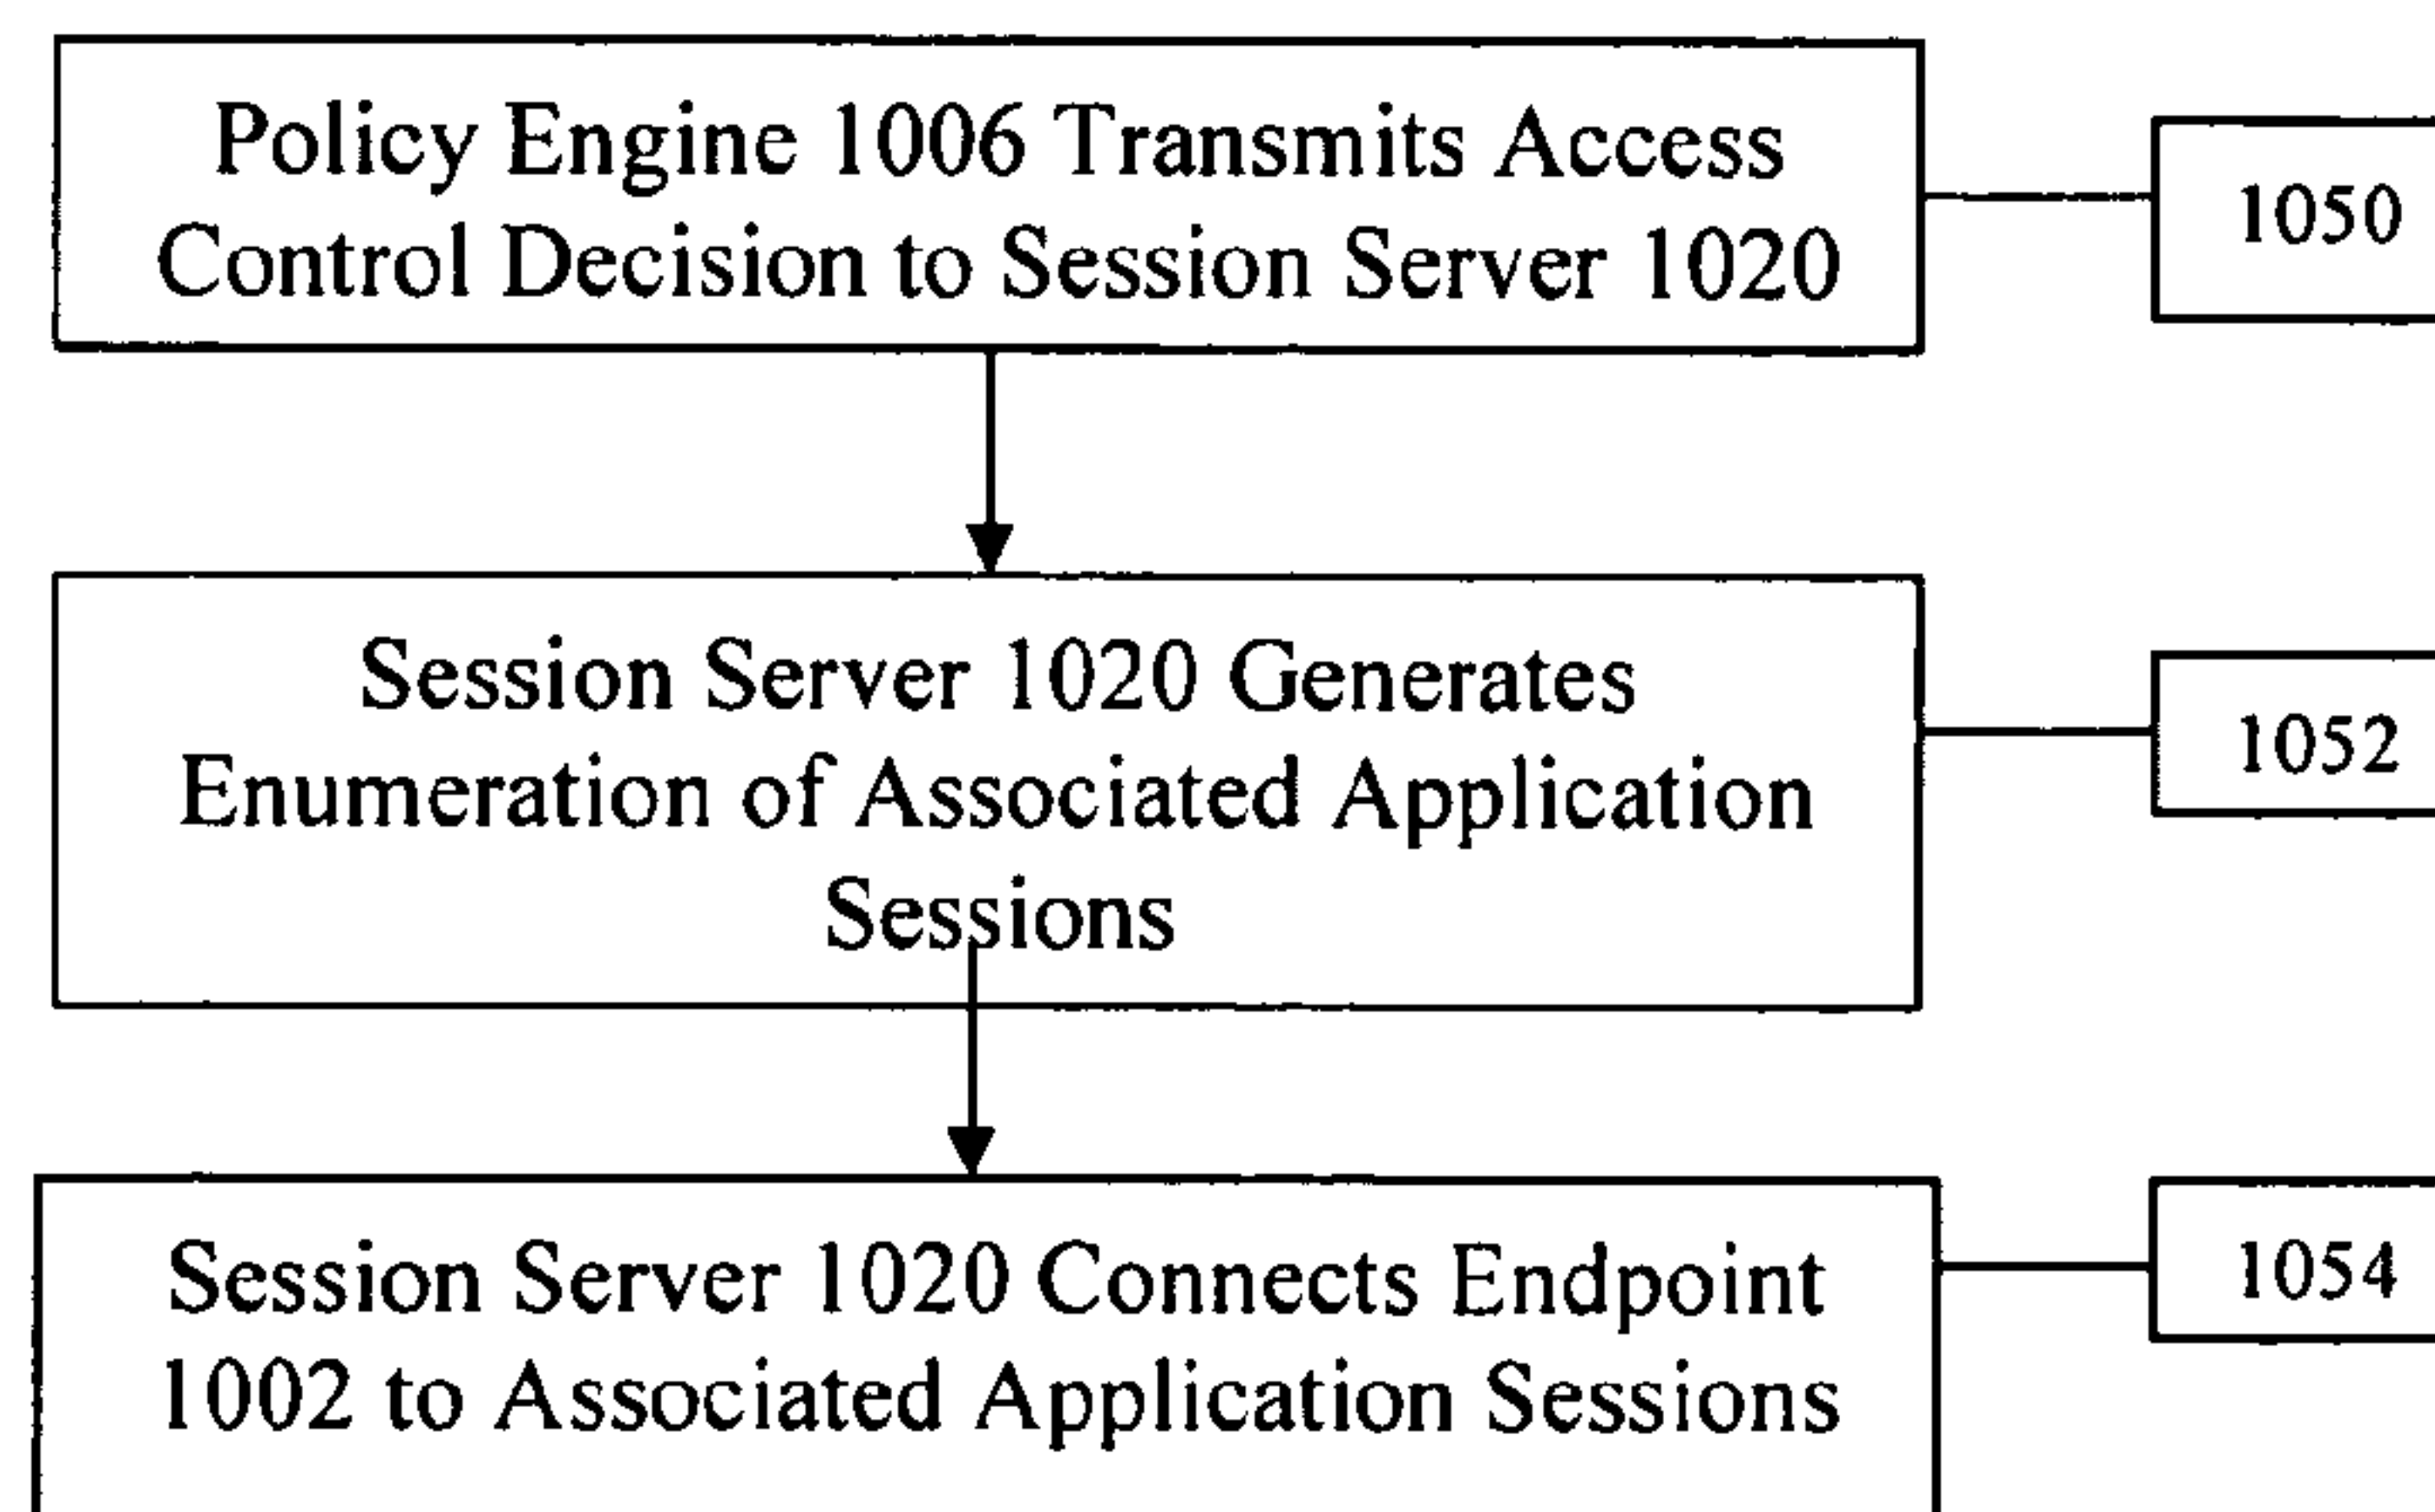 Policy Engine 1006 Transmits Access
Control Decision to Session Server 1020
1050
Session Server 1020 Generates
Enumeration of Associated Application
Sessions
1052
Session Server 1020 Connects Endpoint
1002 to Associated Application Sessions
1054